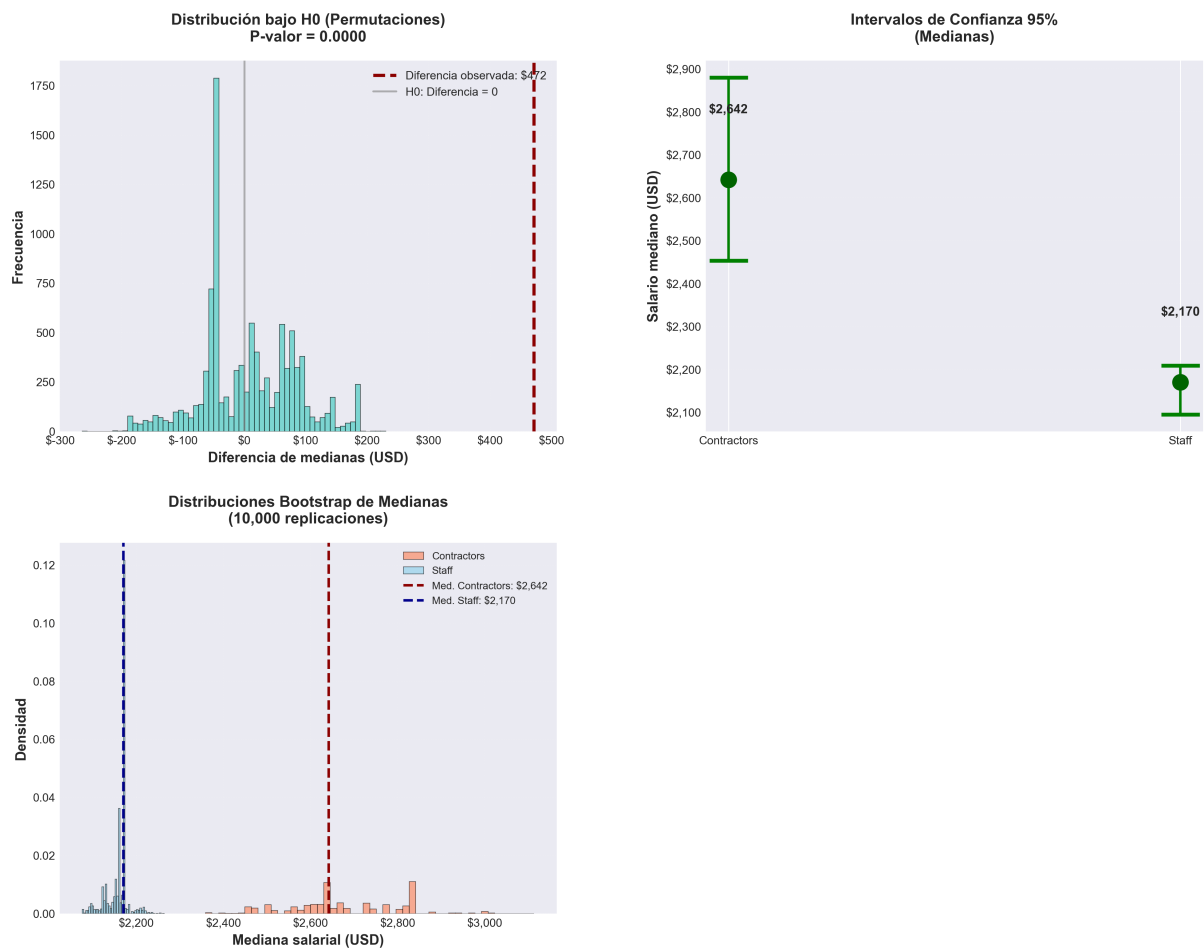 Distribución bajo H0 (Permutaciones)
P-valor = 0.0000
Diferencia observada: $472
H0: Diferencia = 0
Frecuencia
1750
1500
1250
1000
750
500
250
0
$-300
$-200
$-100
$0
$100
$200
$300
$400
$500
Diferencia de medianas (USD)
Intervalos de Confianza 95%
(Medianas)
Salario mediano (USD)
$2,900
$2,800
$2,700
$2,600
$2,500
$2,400
$2,300
$2,200
$2,100
$2,642
$2,170
Contractors
Staff
Distribuciones Bootstrap de Medianas
(10,000 replicaciones)
Contractors
Staff
Med. Contractors: $2,642
Med. Staff: $2,170
Densidad
0.12
0.10
0.08
0.06
0.04
0.02
0.00
$2,200
$2,400
$2,600
$2,800
$3,000
Mediana salarial (USD)